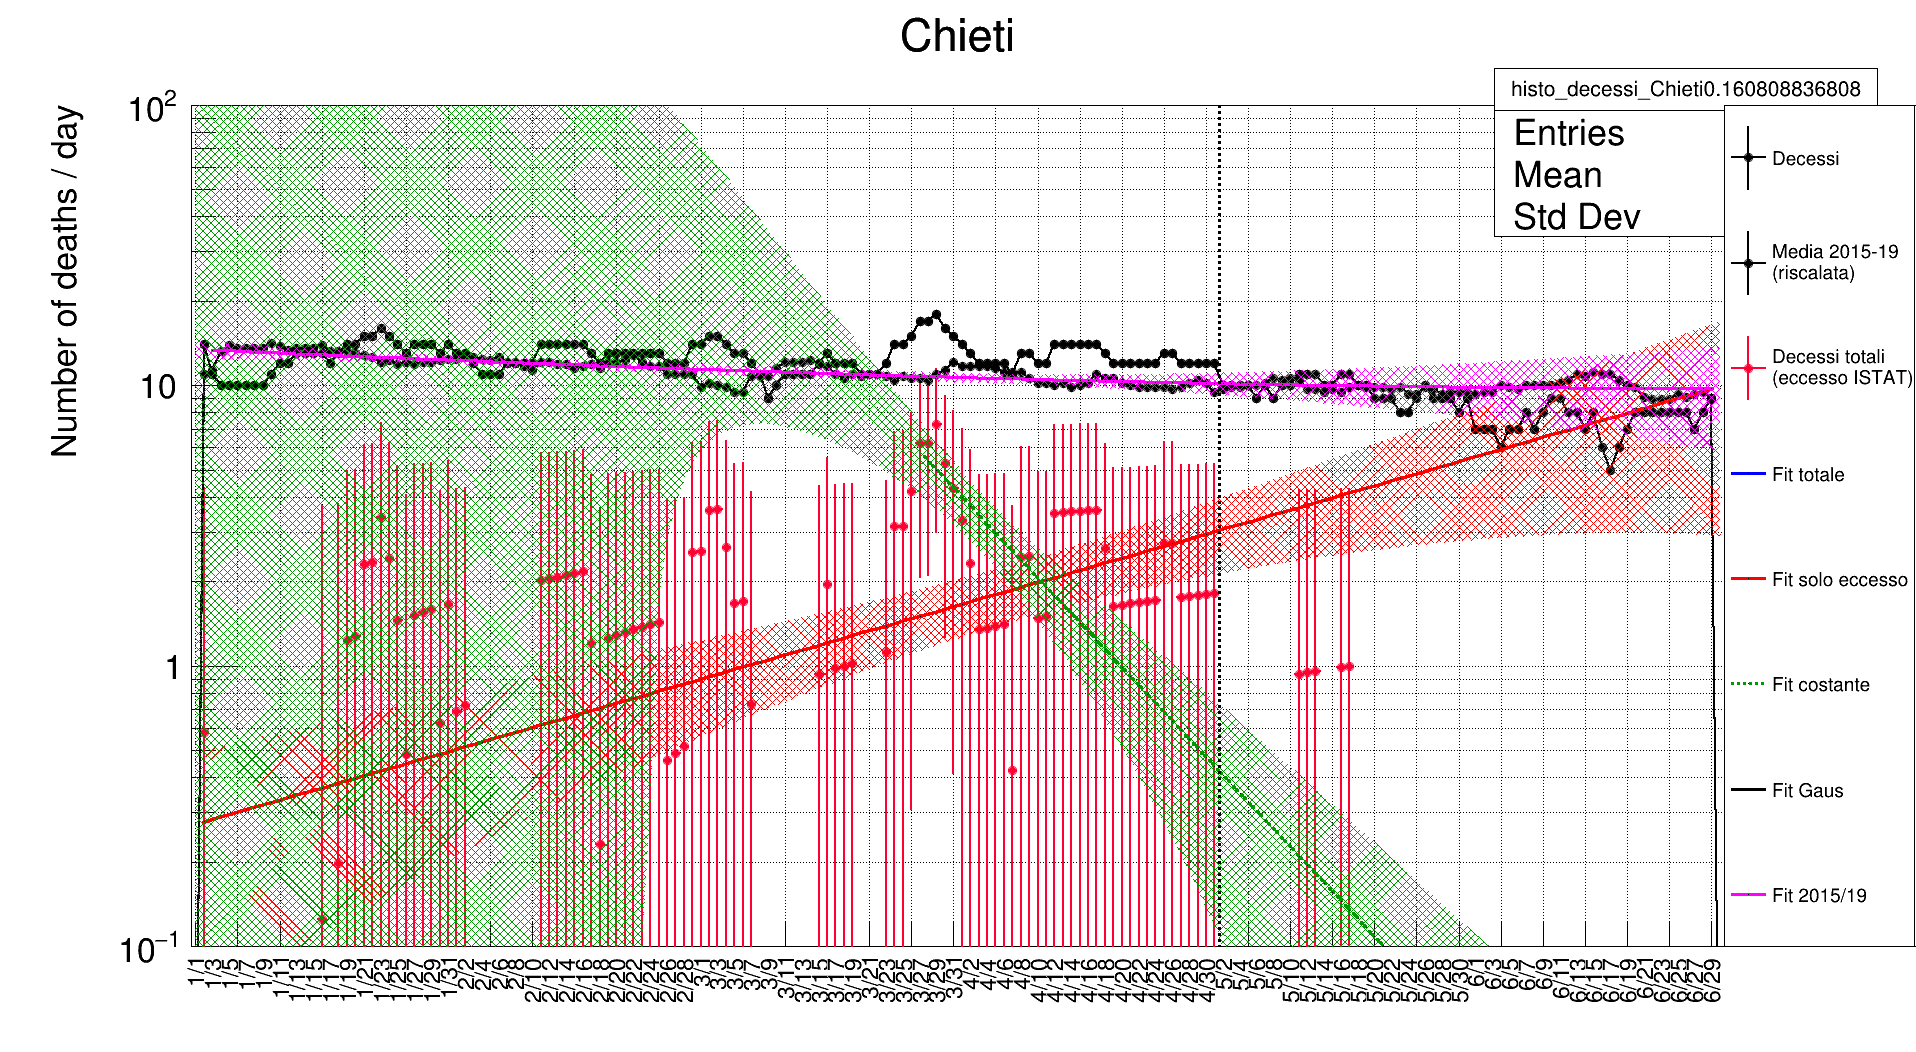 Chieti
histo_decessi_Chieti0.160808836808
Entries
Mean
Std Dev
Number of deaths / day
10²
10
1
10⁻¹
Decessi
Media 2015-19
(riscalata)
Decessi totali
(eccesso ISTAT)
Fit totale
Fit solo eccesso
Fit costante
Fit Gaus
Fit 2015/19
1/1 1/3 1/5 1/7 1/9 1/11 1/13 1/15 1/17 1/19 1/21 1/23 1/25 1/27 1/29 1/31 2/2 2/4 2/6 2/8 2/10 2/12 2/14 2/16 2/18 2/20 2/22 2/24 2/26 2/28 3/1 3/3 3/5 3/7 3/9 3/11 3/13 3/15 3/17 3/19 3/21 3/23 3/25 3/27 3/29 3/31 4/2 4/4 4/6 4/8 4/10 4/12 4/14 4/16 4/18 4/20 4/22 4/24 4/26 4/28 4/30 5/2 5/4 5/6 5/8 5/10 5/12 5/14 5/16 5/18 5/20 5/22 5/24 5/26 5/28 5/30 6/1 6/3 6/5 6/7 6/9 6/11 6/13 6/15 6/17 6/19 6/21 6/23 6/25 6/27 6/29